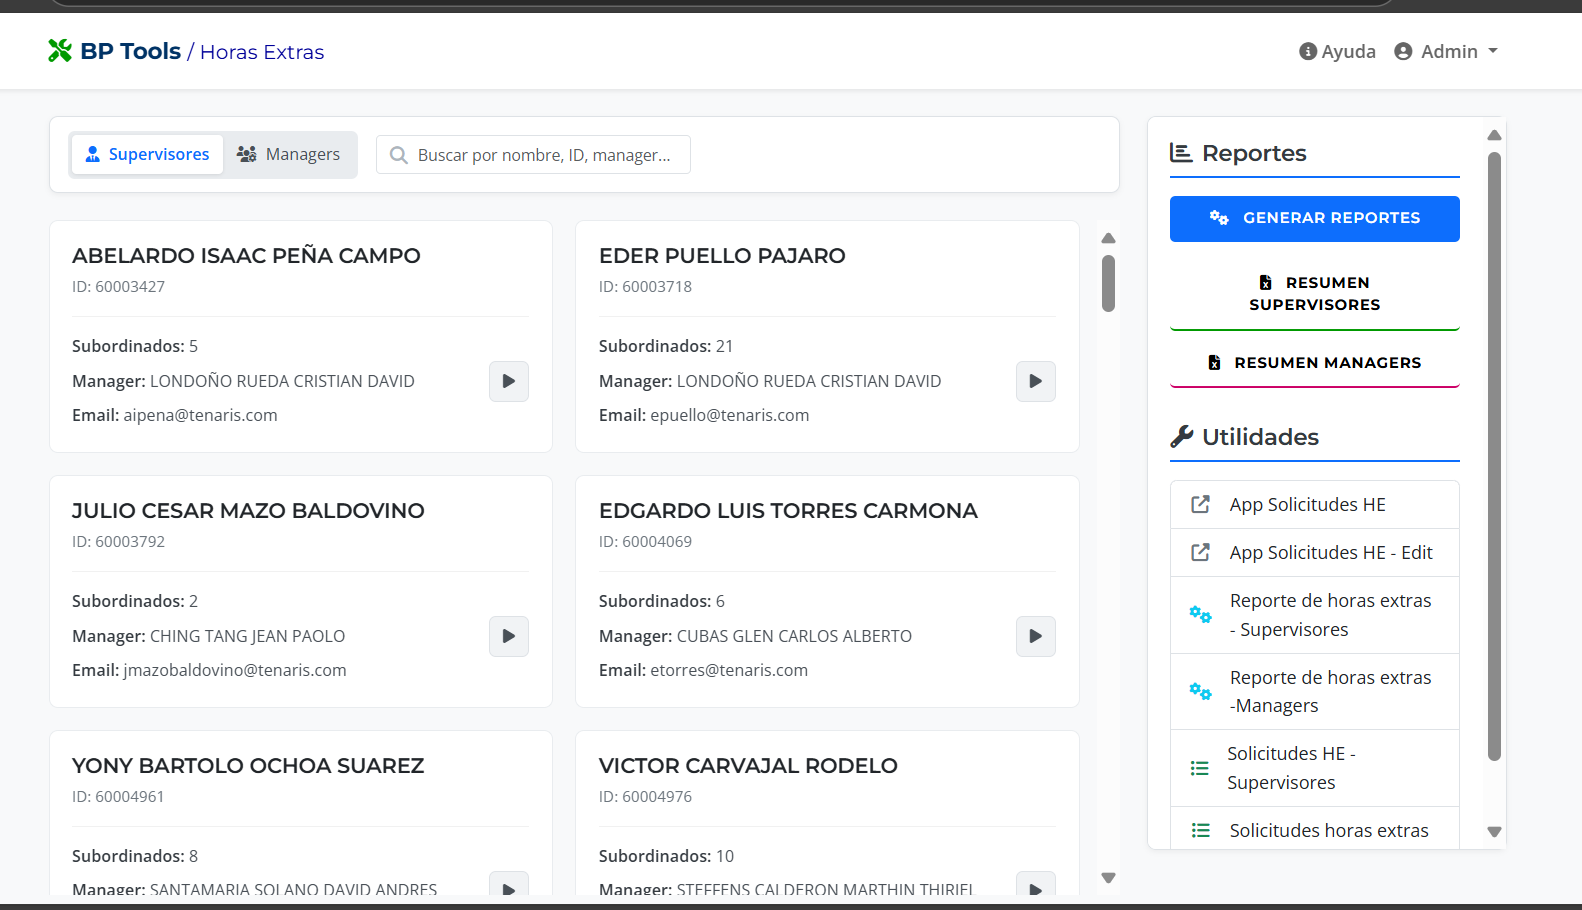 BP Tools / Horas Extras
Ayuda
Admin
Supervisores
Managers
Buscar por nombre, ID, manager...
ABELARDO ISAAC PEÑA CAMPO
ID: 60003427
Subordinados: 5
Manager: LONDOÑO RUEDA CRISTIAN DAVID
Email: aipena@tenaris.com
EDER PUELLO PAJARO
ID: 60003718
Subordinados: 21
Manager: LONDOÑO RUEDA CRISTIAN DAVID
Email: epuello@tenaris.com
JULIO CESAR MAZO BALDOVINO
ID: 60003792
Subordinados: 2
Manager: CHING TANG JEAN PAOLO
Email: jmazobaldovino@tenaris.com
EDGARDO LUIS TORRES CARMONA
ID: 60004069
Subordinados: 6
Manager: CUBAS GLEN CARLOS ALBERTO
Email: etorres@tenaris.com
YONY BARTOLO OCHOA SUAREZ
ID: 60004961
Subordinados: 8
Manager: SANTAMARIA SOLANO DAVID ANDRES
VICTOR CARVAJAL RODELO
ID: 60004976
Subordinados: 10
Manager: STEFFENS CALDERON MARTHIN THIRIEL
Reportes
GENERAR REPORTES
RESUMEN
SUPERVISORES
RESUMEN MANAGERS
Utilidades
App Solicitudes HE
App Solicitudes HE - Edit
Reporte de horas extras
- Supervisores
Reporte de horas extras
-Managers
Solicitudes HE -
Supervisores
Solicitudes horas extras